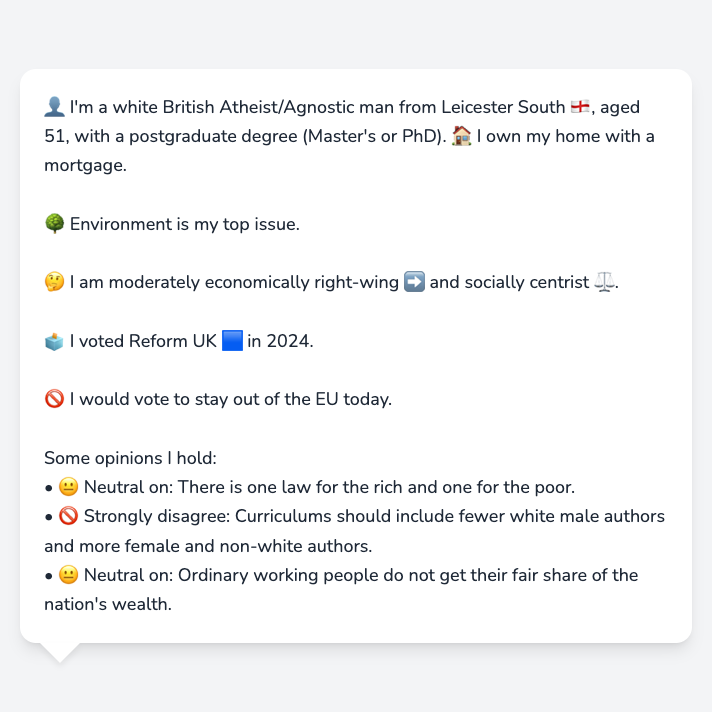 👤 I'm a white British Atheist/Agnostic man from Leicester South 🏴󠁧󠁢󠁥󠁮󠁧󠁿, aged
51, with a postgraduate degree (Master's or PhD). 🏠 I own my home with a
mortgage.
🌳 Environment is my top issue.
🤔 I am moderately economically right-wing ➡️ and socially centrist ⚖️.
🗳️ I voted Reform UK 🟦 in 2024.
🚫 I would vote to stay out of the EU today.
Some opinions I hold:
• 😐 Neutral on: There is one law for the rich and one for the poor.
• 🚫 Strongly disagree: Curriculums should include fewer white male authors
and more female and non-white authors.
• 😐 Neutral on: Ordinary working people do not get their fair share of the
nation's wealth.